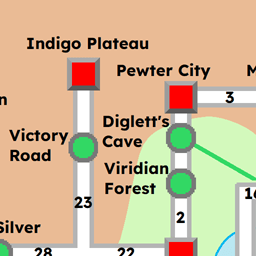 Indigo Plateau
Pewter City
M
3
n
Diglett's
Cave
Victory
Road
Viridian
Forest
23
2
16
Silver
28
22